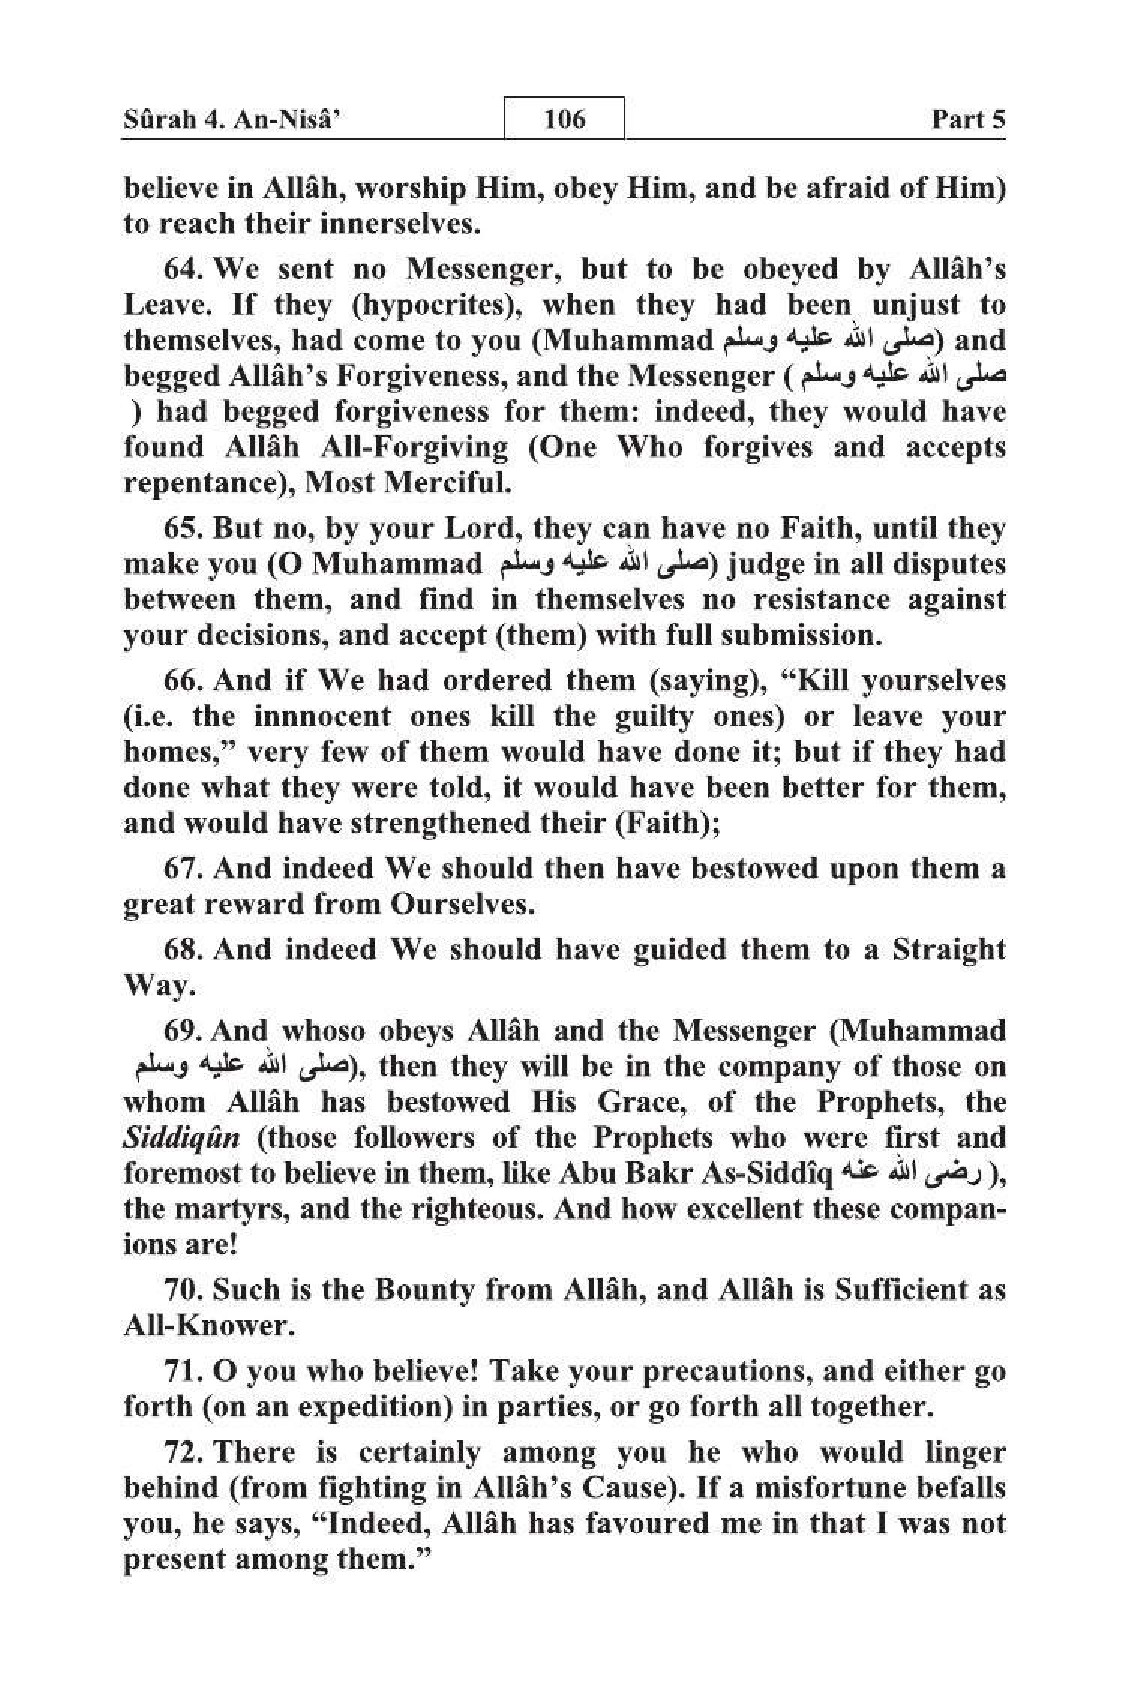 Sûrah 4. An-Nisâ’ 106 Part 5
believe in Allâh, worship Him, obey Him, and be afraid of Him)
to reach their innerselves.
64. We sent no Messenger, but to be obeyed by Allâh’s
Leave. If they (hypocrites), when they had been unjust to
themselves, had come to you (Muhammad صلى الله عليه وسلم) and
begged Allâh’s Forgiveness, and the Messenger ( صلى الله عليه وسلم
) had begged forgiveness for them: indeed, they would have
found Allâh All-Forgiving (One Who forgives and accepts
repentance), Most Merciful.
65. But no, by your Lord, they can have no Faith, until they
make you (O Muhammad صلى الله عليه وسلم) judge in all disputes
between them, and find in themselves no resistance against
your decisions, and accept (them) with full submission.
66. And if We had ordered them (saying), “Kill yourselves
(i.e. the innnocent ones kill the guilty ones) or leave your
homes,” very few of them would have done it; but if they had
done what they were told, it would have been better for them,
and would have strengthened their (Faith);
67. And indeed We should then have bestowed upon them a
great reward from Ourselves.
68. And indeed We should have guided them to a Straight
Way.
69. And whoso obeys Allâh and the Messenger (Muhammad
صلى الله عليه وسلم), then they will be in the company of those on
whom Allâh has bestowed His Grace, of the Prophets, the
Siddiqûn (those followers of the Prophets who were first and
foremost to believe in them, like Abu Bakr As-Siddîq رضى الله عنه ),
the martyrs, and the righteous. And how excellent these compan-
ions are!
70. Such is the Bounty from Allâh, and Allâh is Sufficient as
All-Knower.
71. O you who believe! Take your precautions, and either go
forth (on an expedition) in parties, or go forth all together.
72. There is certainly among you he who would linger
behind (from fighting in Allâh’s Cause). If a misfortune befalls
you, he says, “Indeed, Allâh has favoured me in that I was not
present among them.”